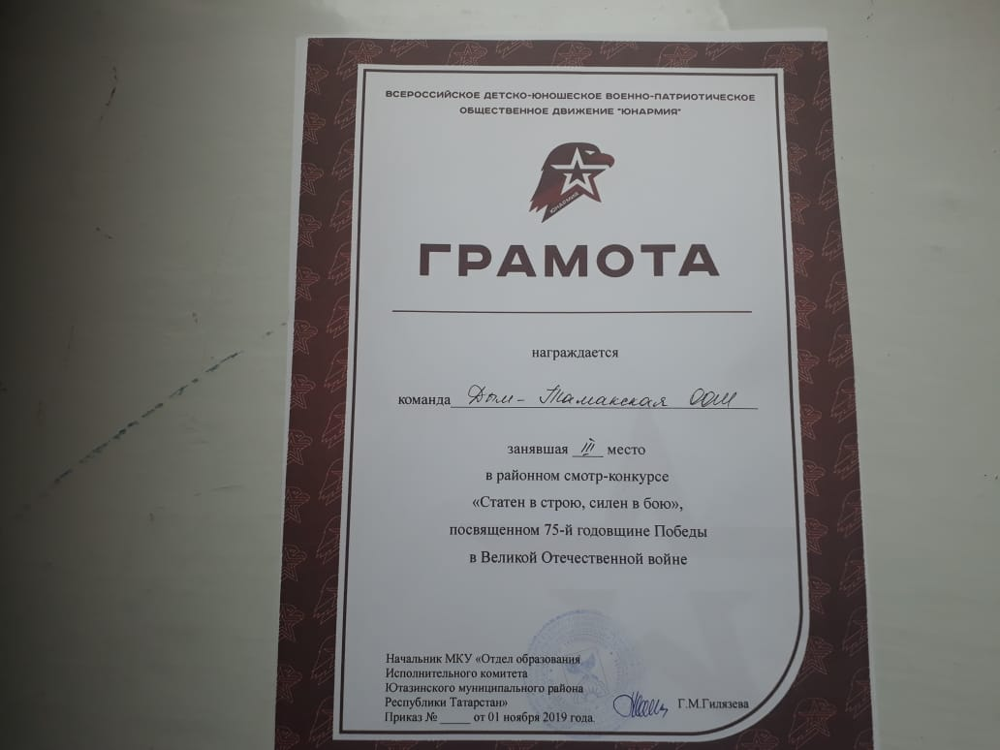 ВСЕРОССИЙСКОЕ ДЕТСКО-ЮНОШЕСКОЕ ВОЕННО-ПАТРИОТИЧЕСКОЕ
ОБЩЕСТВЕННОЕ ДВИЖЕНИЕ "ЮНАРМИЯ"
ЮНАРМИЯ
ГРАМОТА
награждается
команда Дым-Тамакская ООШ
занявшая III место
в районном смотр-конкурсе
«Статен в строю, силен в бою»,
посвященном 75-й годовщине Победы
в Великой Отечественной войне
Начальник МКУ «Отдел образования
Исполнительного комитета
Ютазинского муниципального района
Республики Татарстан» Г.М.Гилязева
Приказ № _____ от 01 ноября 2019 года.